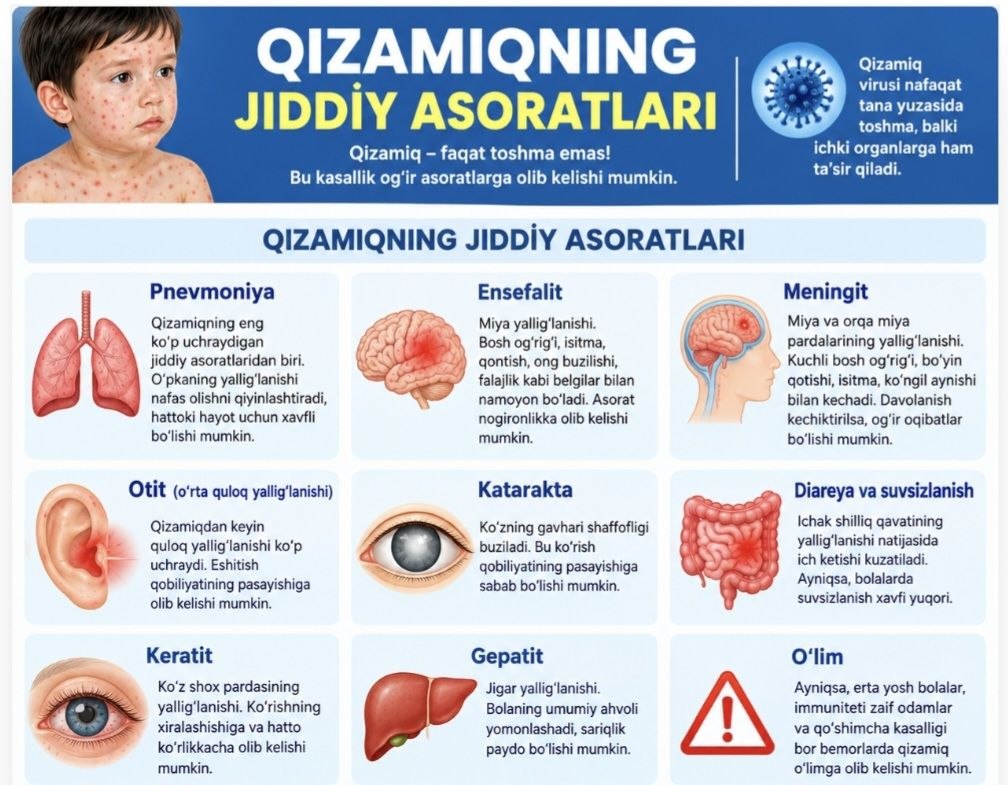 QIZAMIQNING
JIDDİY ASORATLARI
Qizamiq – faqat toshma emas!
Bu kasallik og‘ir asoratlarga olib kelishi mumkin.
Qizamiq
virusi nafaqat
tana yuzasida
toshma, balki
ichki organlarga ham
ta’sir qiladi.
QIZAMIQNING JIDDİY ASORATLARI
Pnevmoniya
Qizamiqning eng
ko‘p uchraydigan
jiddiy asoratlaridan biri.
O‘pkaning yallig‘lanishi
nafas olishni qiyinlashtiradi,
hattoki hayot uchun xavfli
bo‘lishi mumkin.
Ensefalit
Miya yallig‘lanishi.
Bosh og‘rig‘i, isitma,
qontish, ong buzilishi,
falajlik kabi belgilar bilan
namoyon bo‘ladi. Asorat
nogironlikka olib kelishi
mumkin.
Meningit
Miya va orqa miya
pardalarining yallig‘lanishi.
Kuchli bosh og‘rig‘i, bo‘yin
qotishi, isitma, ko‘ngil aynishi
bilan kechadi. Davolanish
kechiktirilsa, og‘ir oqibatlar
bo‘lishi mumkin.
Otit (o‘rta quloq yallig‘lanishi)
Qizamiqdan keyin
quloq yallig‘lanishi ko‘p
uchraydi. Eshitish
qobiliyatining pasayishiga
olib kelishi mumkin.
Katarakta
Ko‘zning gavhari shaffofligi
buziladi. Bu ko‘rish
qobiliyatining pasayishiga
sabab bo‘lishi mumkin.
Diareya va suvsizlanish
Ichak shilliq qavatining
yallig‘lanishi natijasida
ich ketishi kuzatiladi.
Ayniqsa, bolalarda
suvsizlanish xavfi yuqori.
Keratit
Ko‘z shox pardasining
yallig‘lanishi. Ko‘rishning
xiralashishiga va hatto
ko‘rlikkacha olib kelishi
mumkin.
Gepatit
Jigar yallig‘lanishi.
Bolaning umumiy ahvoli
yomonlashadi, sariqlik
paydo bo‘lishi mumkin.
O‘lim
Ayniqsa, erta yosh bolalar,
immuniteti zaif odamlar
va qo‘shimcha kasalligi
bor bemorlarda qizamiq
o‘limga olib kelishi mumkin.